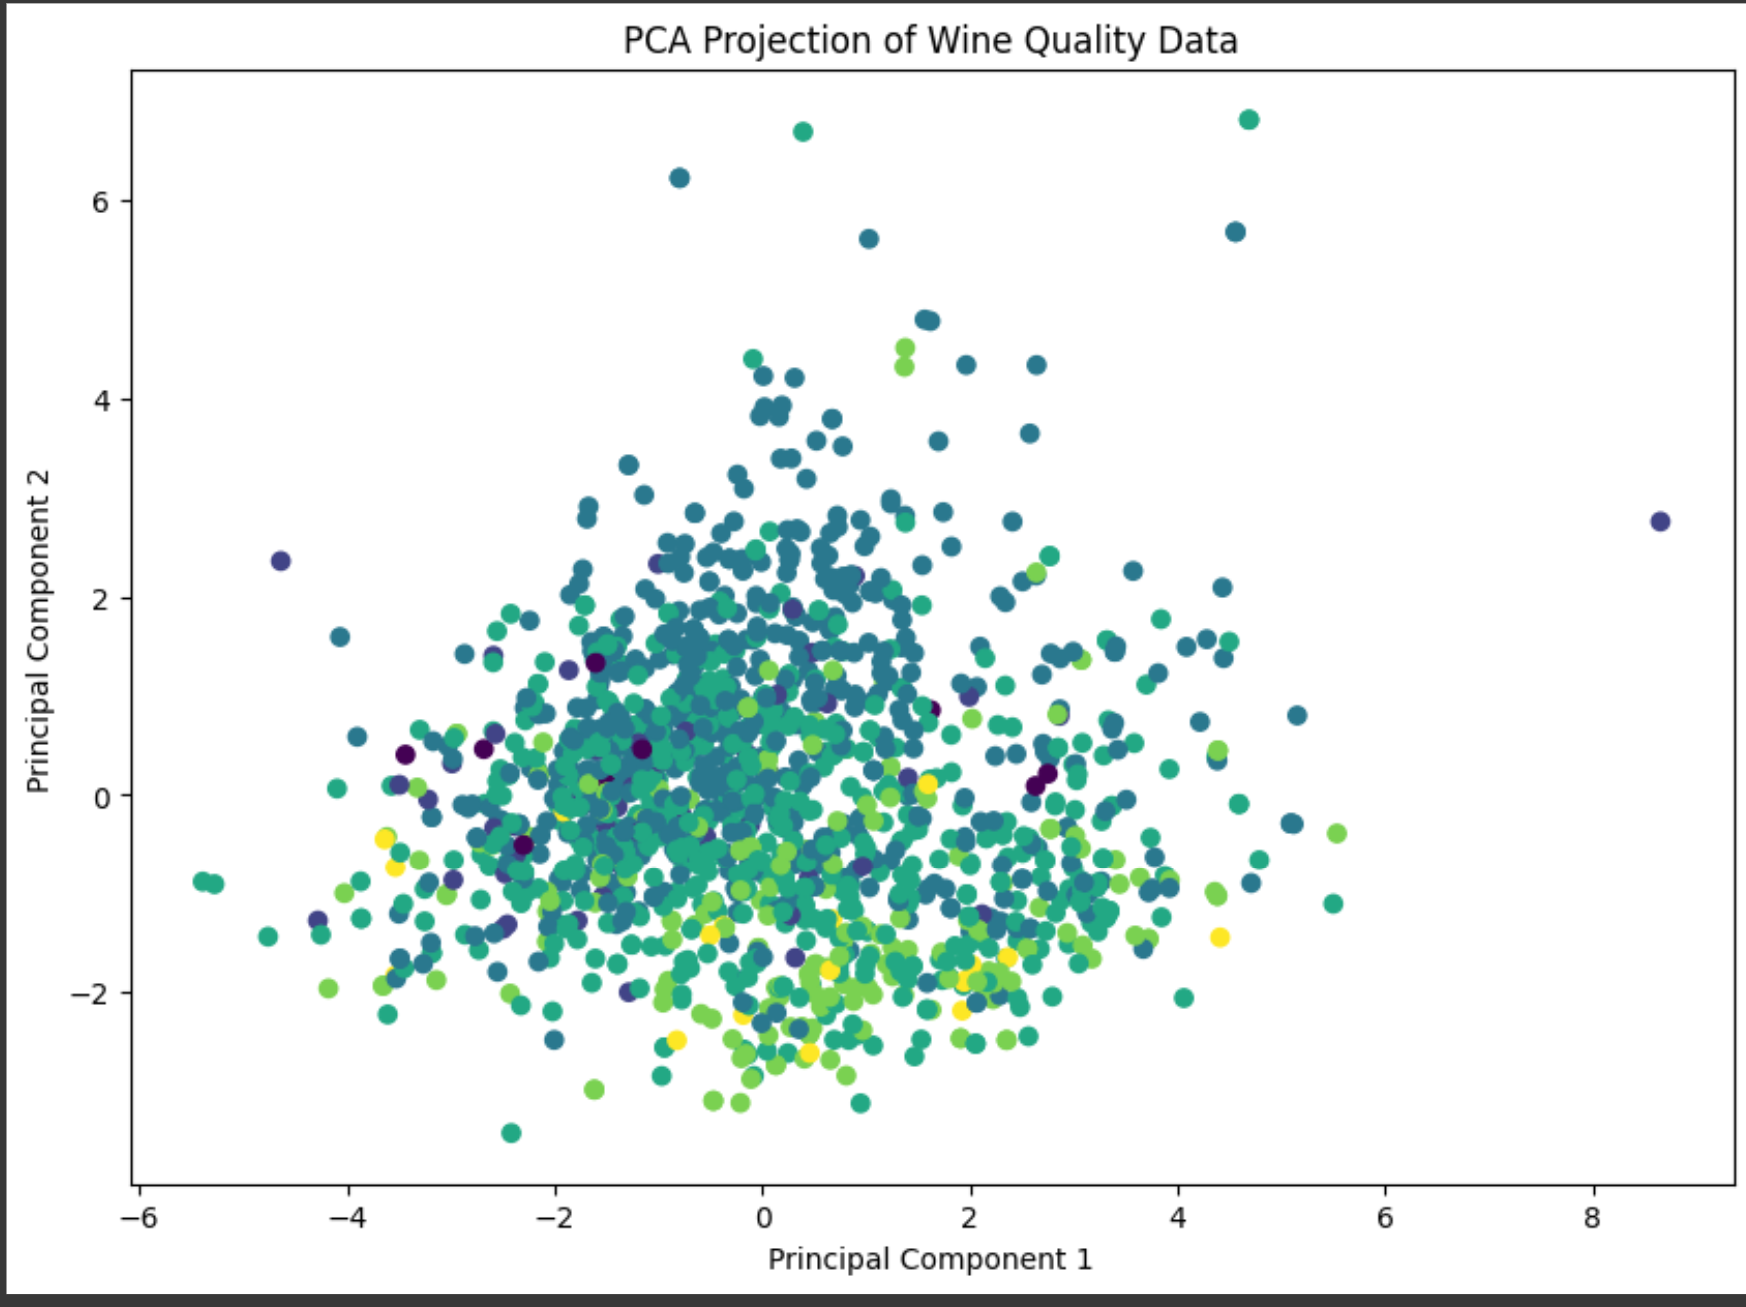 PCA Projection of Wine Quality Data
6
4
2
0
−2
Principal Component 2
−6 −4 −2 0 2 4 6 8
Principal Component 1